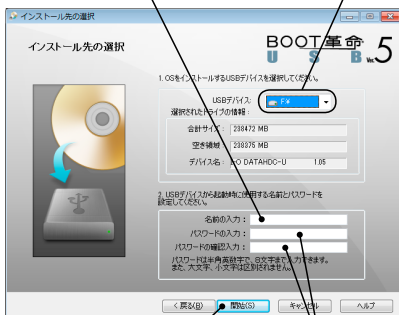 インストール先の選択
インストール先の選択
BOOT革命
USB Ver.5
1. OSをインストールするUSBデバイスを選択してください。
USBデバイス: F:¥
選択されたドライブの情報:
合計サイズ: 238472 MB
空き領域: 238375 MB
デバイス名: I-O DATAHDC-U 1.05
2. USBデバイスから起動時に使用する名前とパスワードを
設定してください。
名前の入力:
パスワードの入力:
パスワードの確認入力:
パスワードは半角英数字で、8文字まで入力できます。
また、大文字、小文字は区別されません。
< 戻る(B) 開始(S) キャンセル ヘルプ